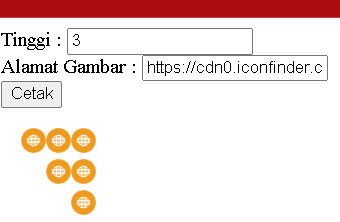 Tinggi : 3
Alamat Gambar : https://cdn0.iconfinder.c
Cetak